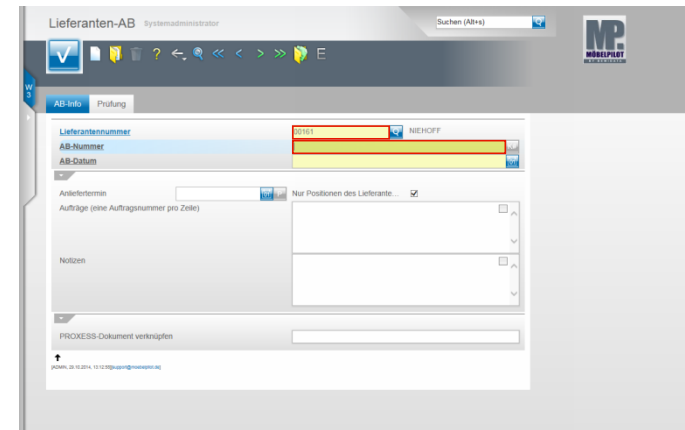 Lieferanten-AB Systemadministrator
Suchen (Alt+s)
MP
MÖBELPILOT
? << < > >> E
W
3
AB-Info Prüfung
Lieferantennummer 00161 NIEHOFF
AB-Nummer
AB-Datum
Anliefertermin Nur Positionen des Lieferante...
Aufträge (eine Auftragsnummer pro Zeile)
Notizen
PROXESS-Dokument verknüpfen